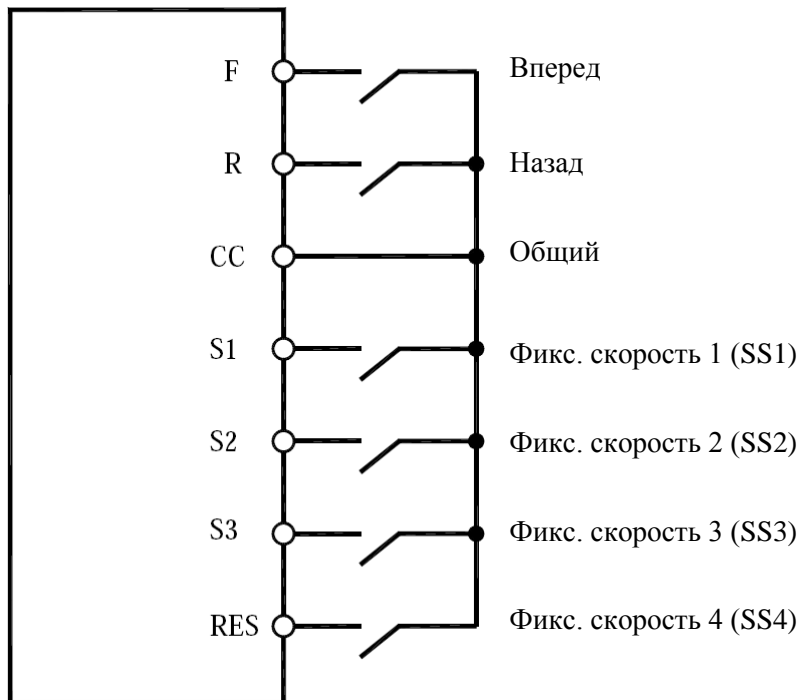 F Вперед
R Назад
CC Общий
S1 Фикс. скорость 1 (SS1)
S2 Фикс. скорость 2 (SS2)
S3 Фикс. скорость 3 (SS3)
RES Фикс. скорость 4 (SS4)